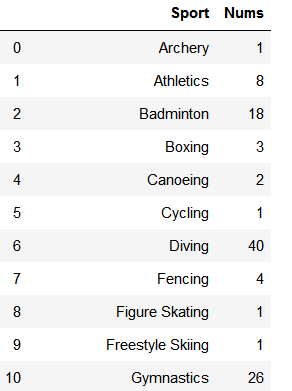 Sport Nums
0 Archery 1
1 Athletics 8
2 Badminton 18
3 Boxing 3
4 Canoeing 2
5 Cycling 1
6 Diving 40
7 Fencing 4
8 Figure Skating 1
9 Freestyle Skiing 1
10 Gymnastics 26